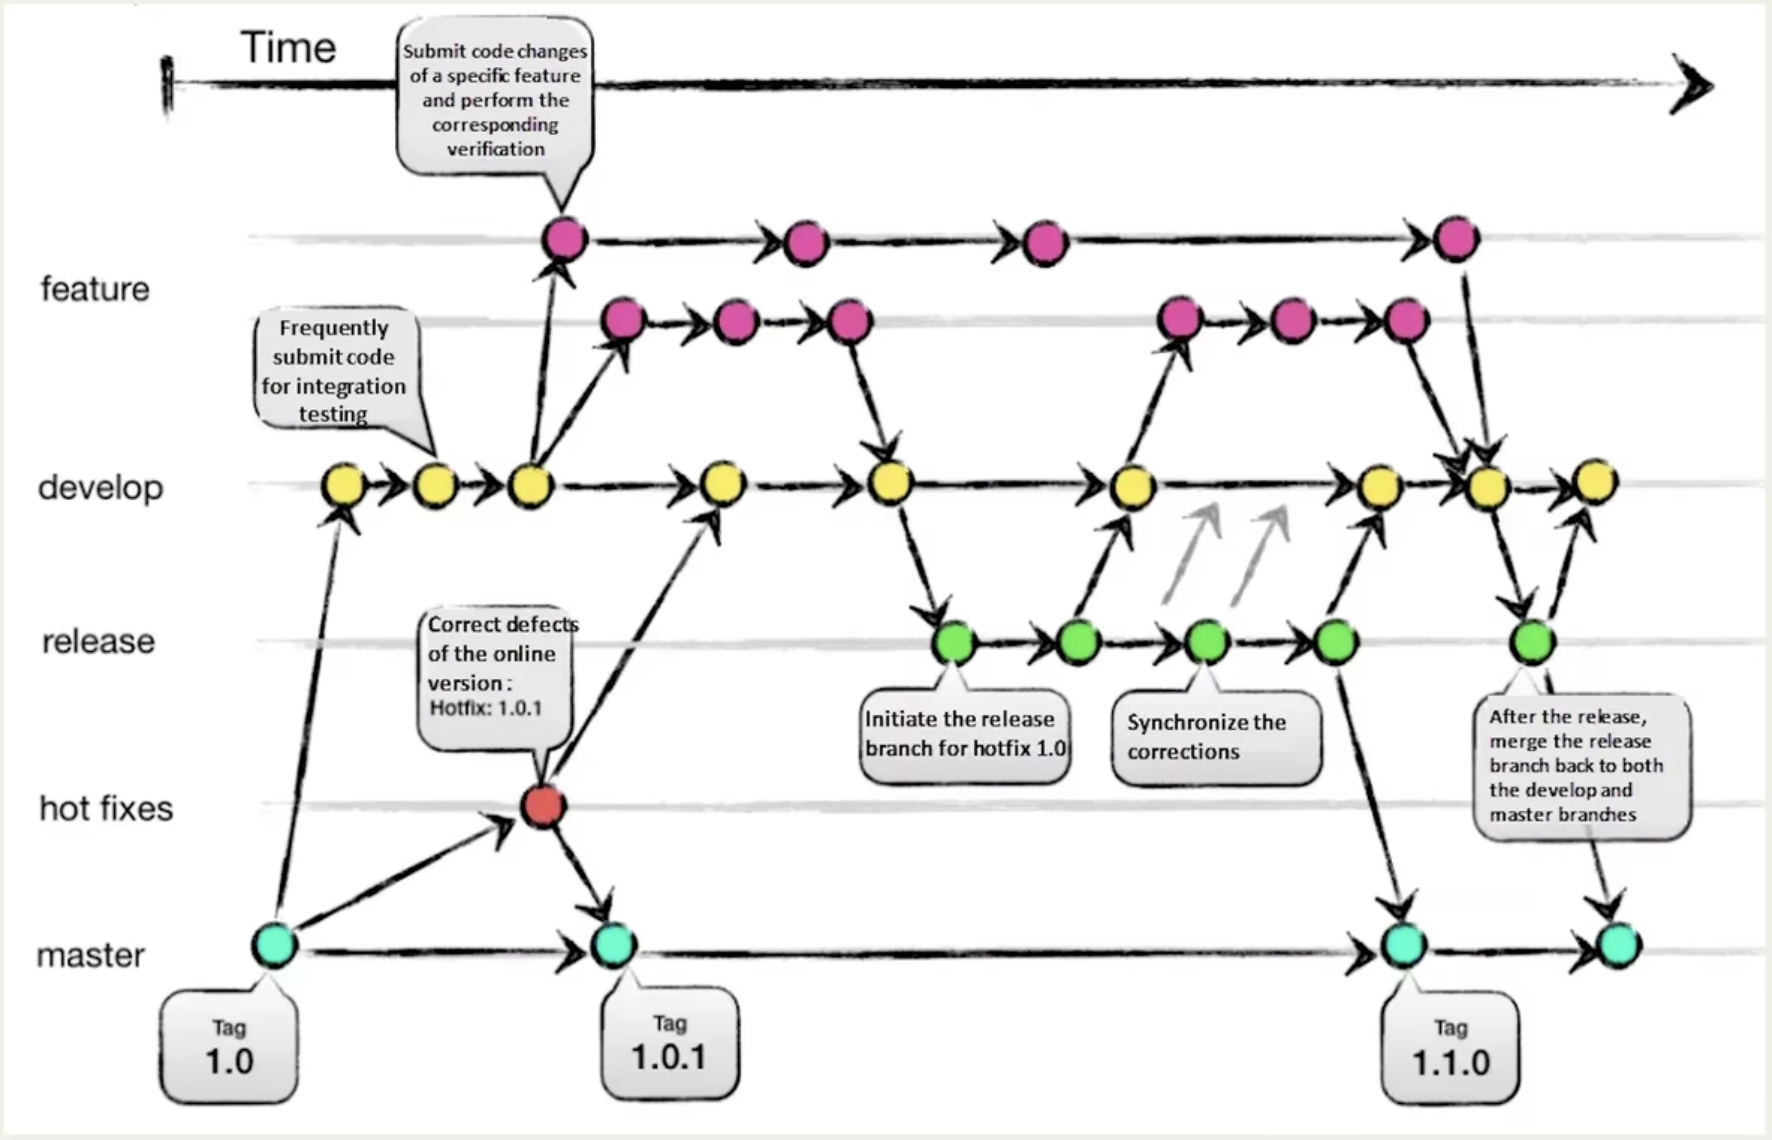 Time
Submit code changes
of a specific feature
and perform the
corresponding
verification
feature
Frequently
submit code
for integration
testing
develop
release
Correct defects
of the online
version:
Hotfix: 1.0.1
Initiate the release
branch for hotfix 1.0
Synchronize the
corrections
After the release,
merge the release
branch back to both
the develop and
master branches
hot fixes
master
Tag
1.0
Tag
1.0.1
Tag
1.1.0